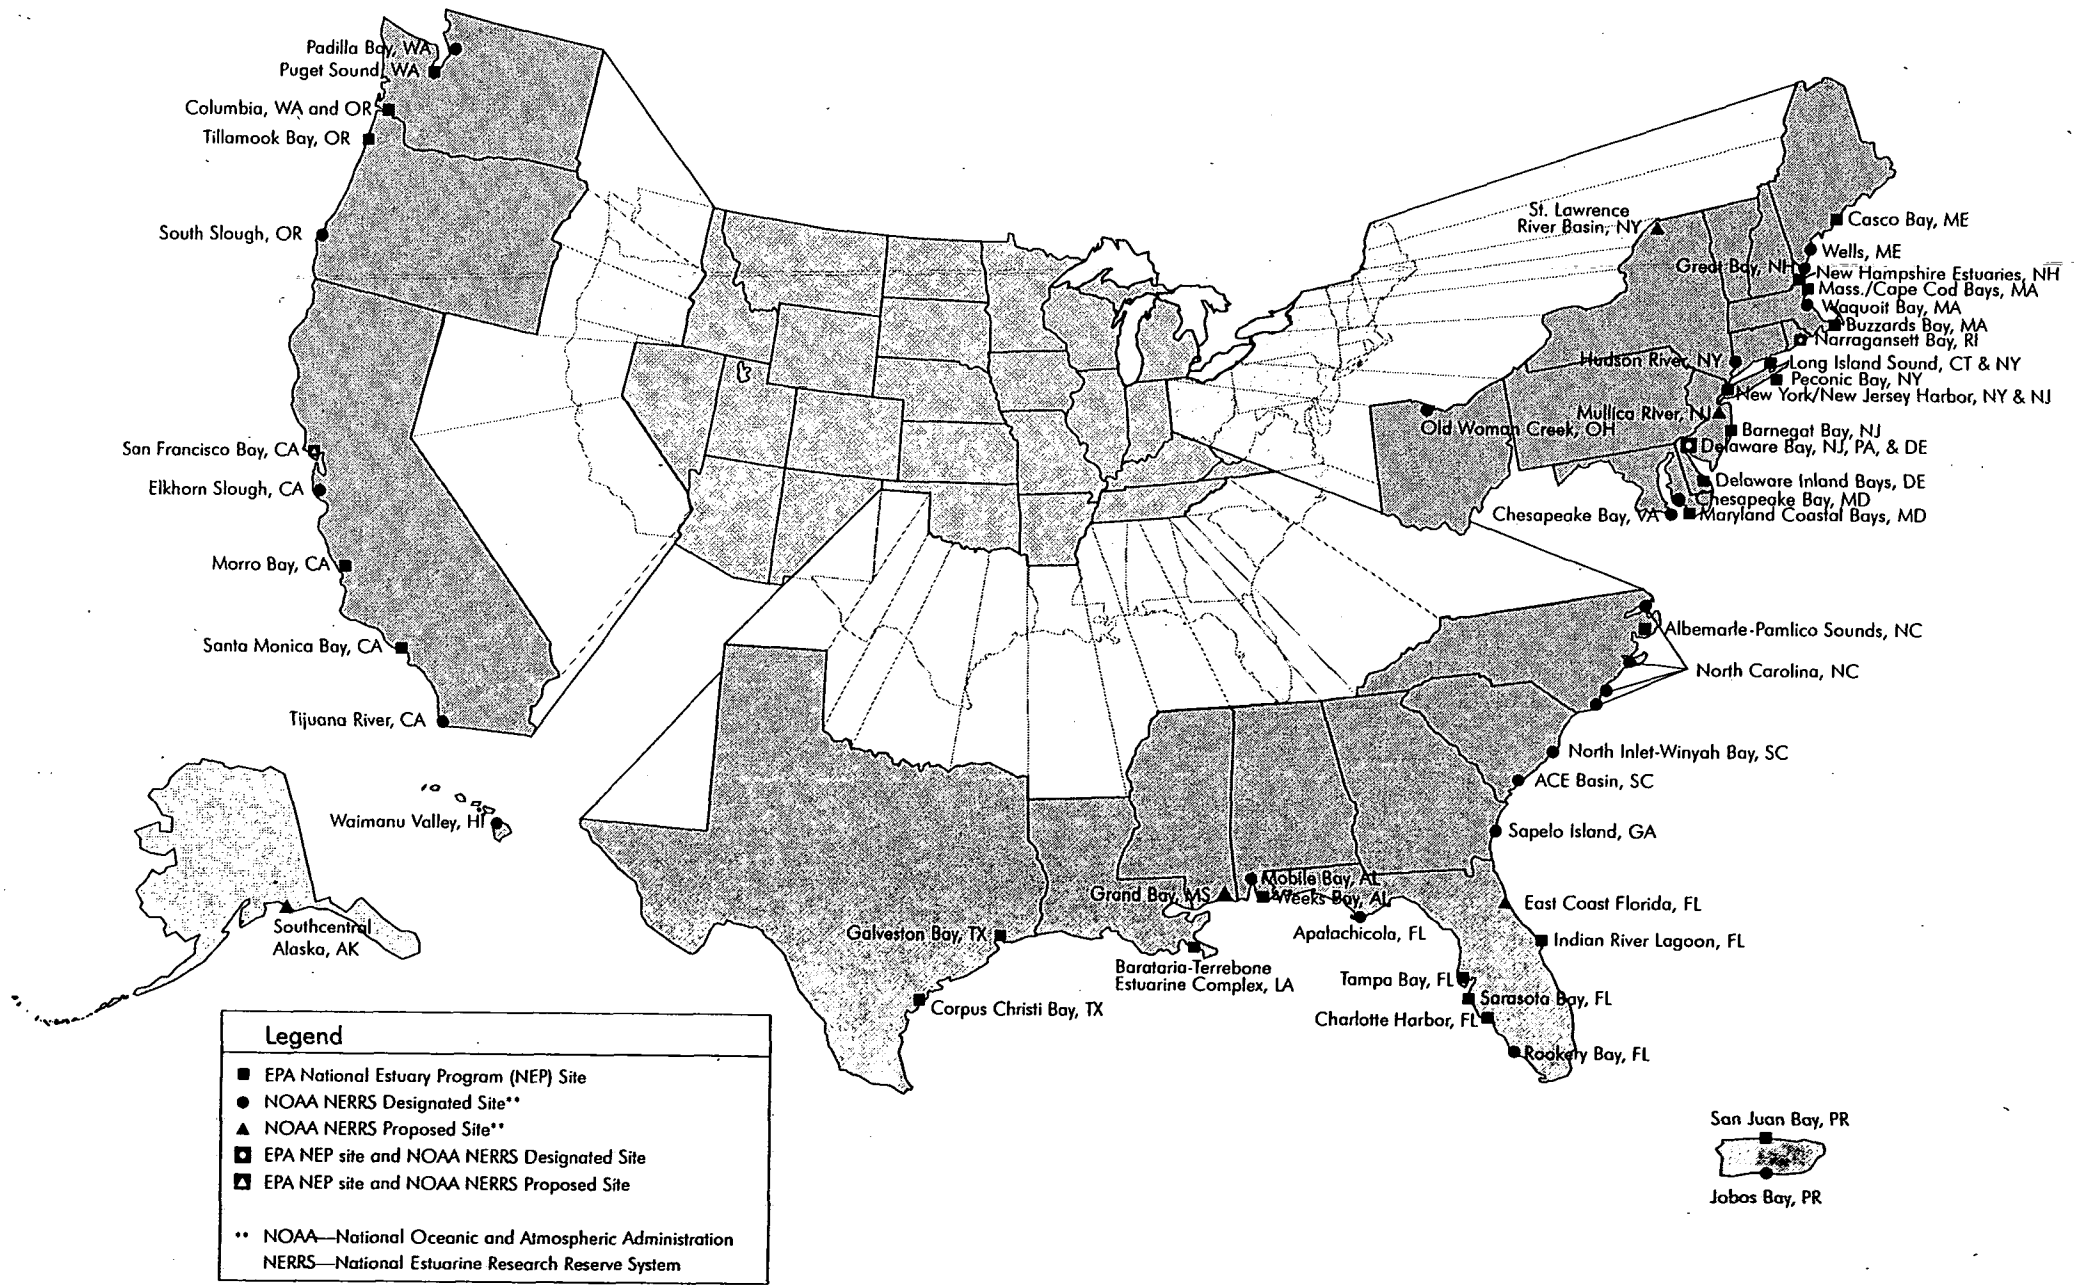 Padilla Bay, WA
Puget Sound, WA
Columbia, WA and OR
Tillamook Bay, OR
South Slough, OR
San Francisco Bay, CA
Elkhorn Slough, CA
Morro Bay, CA
Santa Monica Bay, CA
Tijuana River, CA
Waimanu Valley, HI
Southcentral
Alaska, AK
St. Lawrence
River Basin, NY
Casco Bay, ME
Wells, ME
Great Bay, NH
New Hampshire Estuaries, NH
Mass./Cape Cod Bays, MA
Waquoit Bay, MA
Buzzards Bay, MA
Narragansett Bay, RI
Hudson River, NY
Long Island Sound, CT & NY
Peconic Bay, NY
New York/New Jersey Harbor, NY & NJ
Mullica River, NJ
Old Woman Creek, OH
Barnegat Bay, NJ
Delaware Bay, NJ, PA, & DE
Delaware Inland Bays, DE
Chesapeake Bay, MD
Chesapeake Bay, VA
Maryland Coastal Bays, MD
Albemarle-Pamlico Sounds, NC
North Carolina, NC
North Inlet-Winyah Bay, SC
ACE Basin, SC
Sapelo Island, GA
Mobile Bay, AL
Grand Bay, MS
Weeks Bay, AL
East Coast Florida, FL
Apalachicola, FL
Galveston Bay, TX
Indian River Lagoon, FL
Barataria-Terrebone
Estuarine Complex, LA
Tampa Bay, FL
Sarasota Bay, FL
Corpus Christi Bay, TX
Charlotte Harbor, FL
Rookery Bay, FL
San Juan Bay, PR
Jobos Bay, PR
Legend
EPA National Estuary Program (NEP) Site
NOAA NERRS Designated Site**
NOAA NERRS Proposed Site**
EPA NEP site and NOAA NERRS Designated Site
EPA NEP site and NOAA NERRS Proposed Site
** NOAA—National Oceanic and Atmospheric Administration
NERRS—National Estuarine Research Reserve System